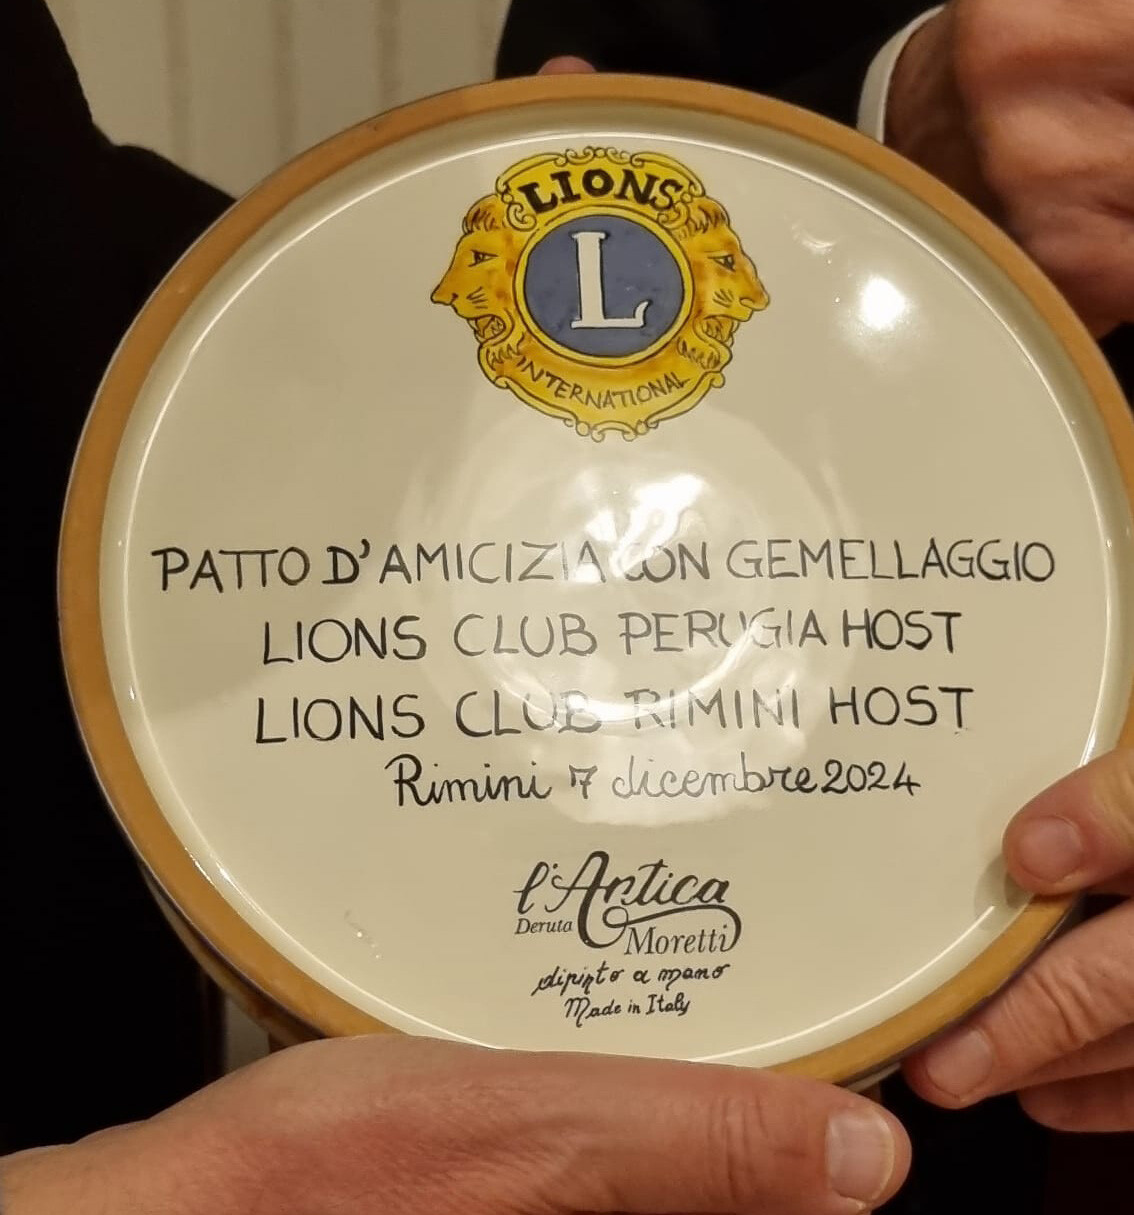 LIONS
L
INTERNATIONAL
PATTO D'AMICIZIA CON GEMELLAGGIO
LIONS CLUB PERUGIA HOST
LIONS CLUB RIMINI HOST
Rimini 7 dicembre 2024
l'Antica
Deruta
Moretti
dipinto a mano
Made in Italy